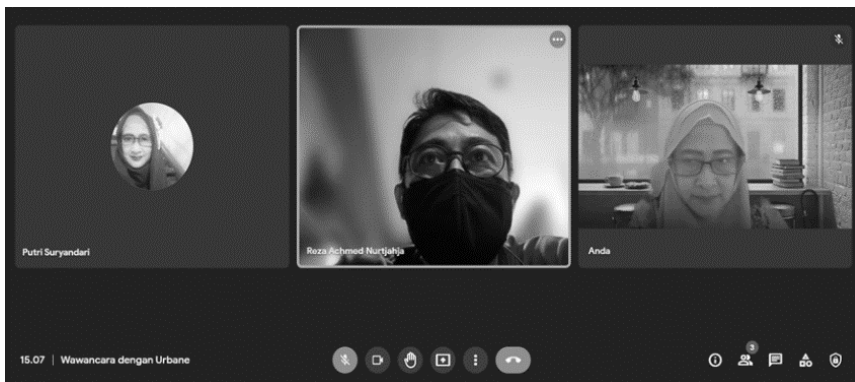 Putri Suryandari
Reza Achmed Nurtjahja
Anda
3
15.07 | Wawancara dengan Urbane